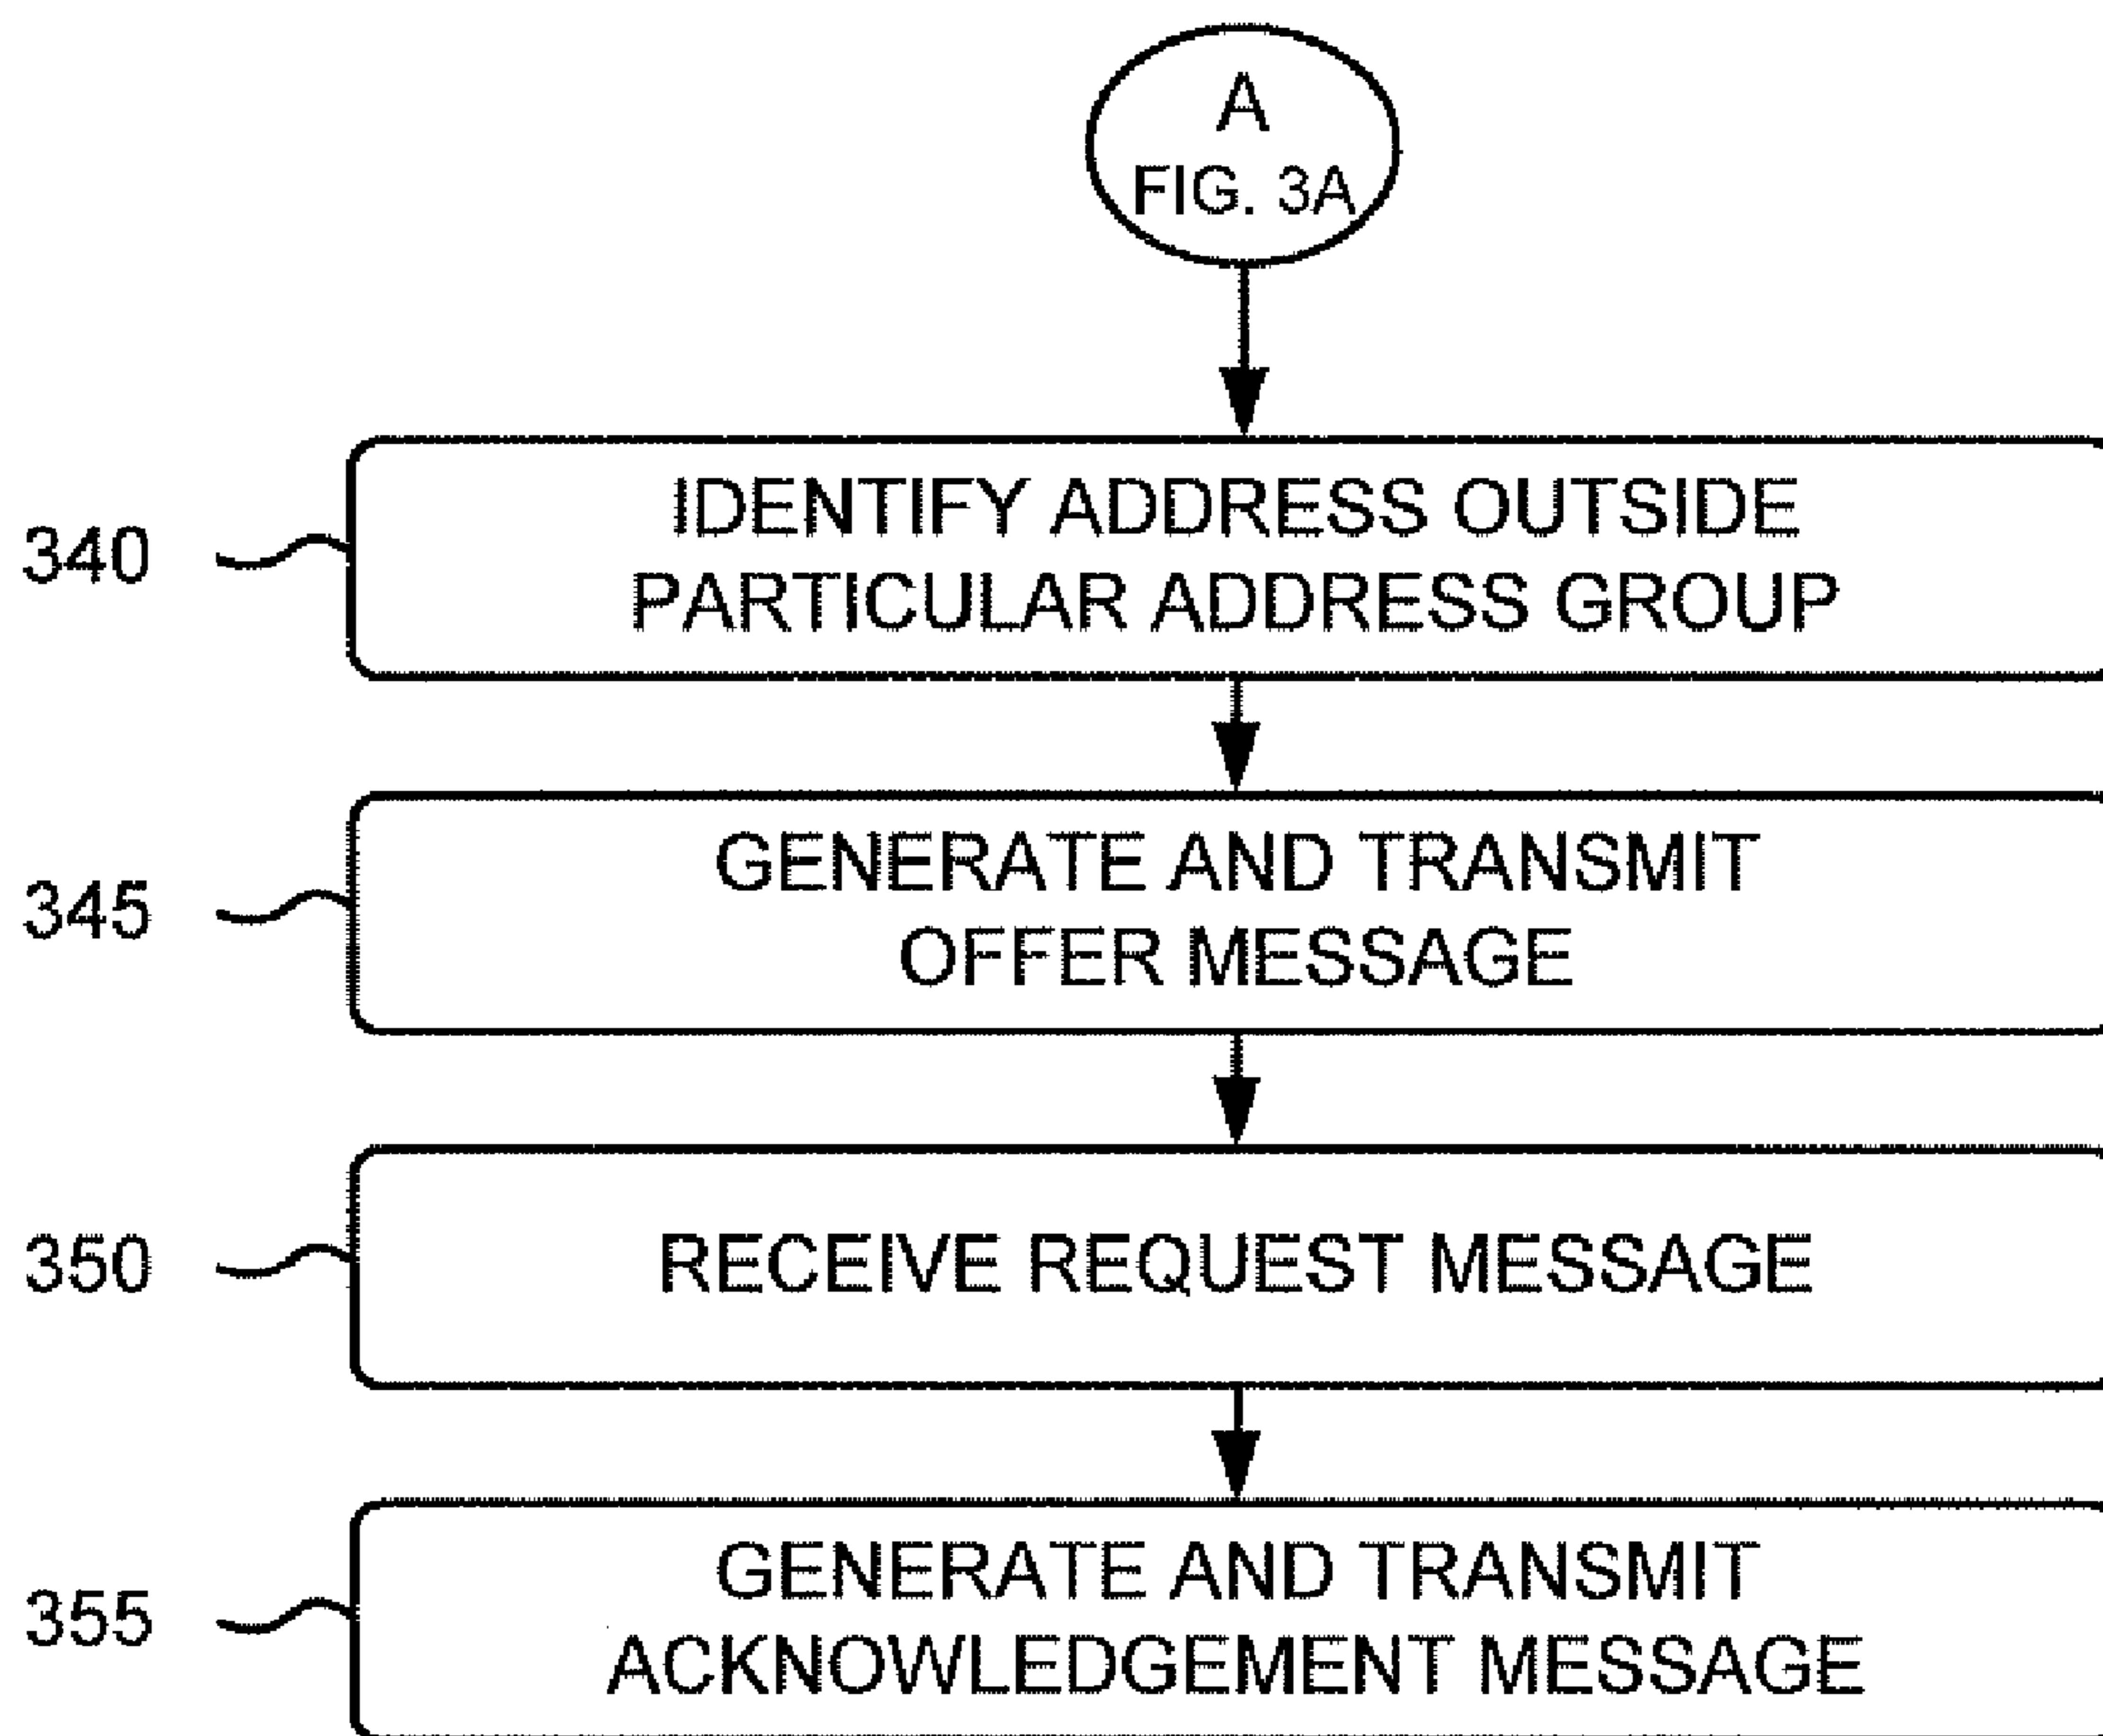 A
FIG. 3A
340
IDENTIFY ADDRESS OUTSIDE
PARTICULAR ADDRESS GROUP
345
GENERATE AND TRANSMIT
OFFER MESSAGE
350
RECEIVE REQUEST MESSAGE
355
GENERATE AND TRANSMIT
ACKNOWLEDGEMENT MESSAGE